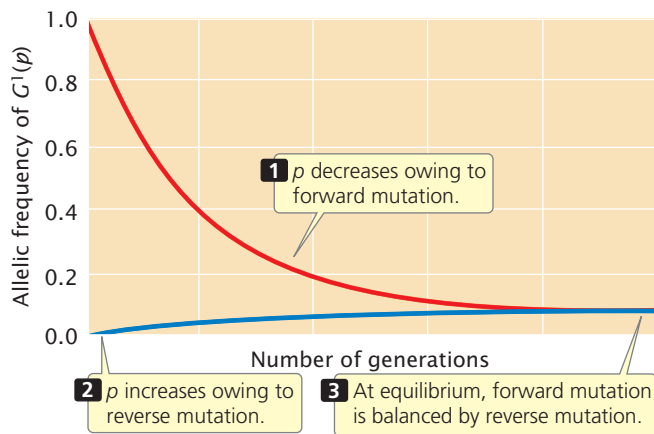 1.0
0.8
0.6
0.4
0.2
0.0
Allelic frequency of G¹(p)
1 p decreases owing to
forward mutation.
Number of generations
2 p increases owing to
reverse mutation.
3 At equilibrium, forward mutation
is balanced by reverse mutation.